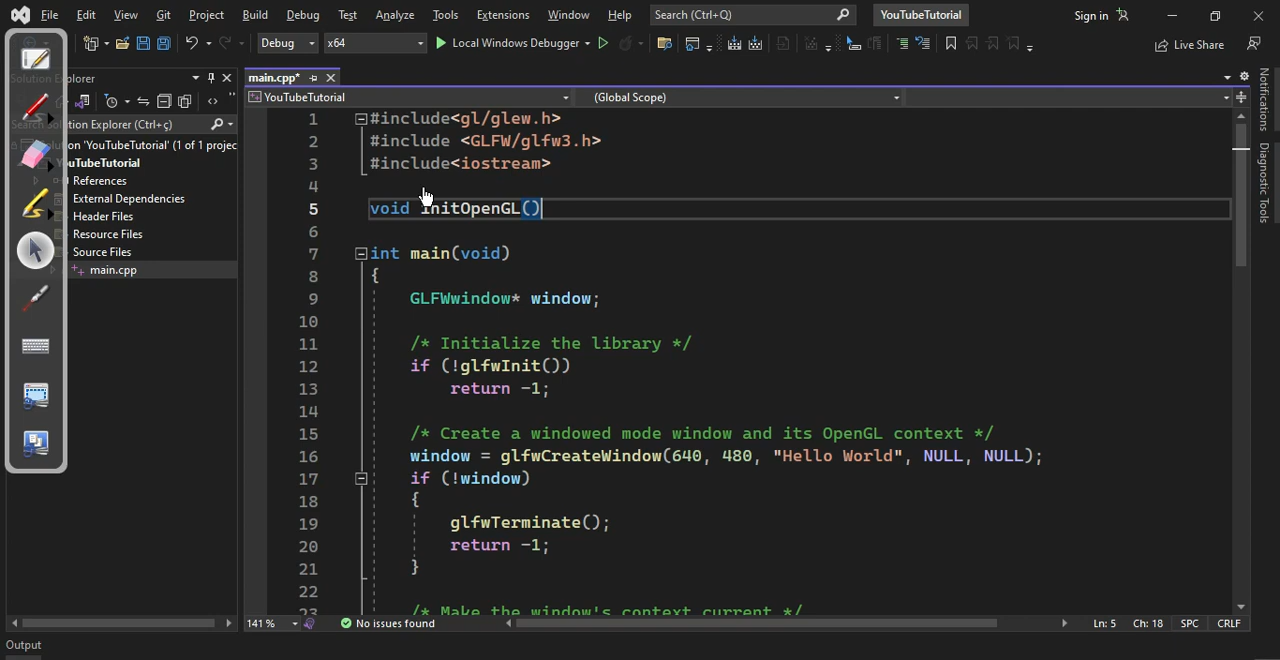 File Edit View Git Project Build Debug Test Analyze Tools Extensions Window Help Search (Ctrl+Q) YouTubeTutorial Sign in
Debug x64 Local Windows Debugger Live Share
Explorer main.cpp*
YouTubeTutorial (Global Scope)
Explorer (Ctrl+ç)
'YouTubeTutorial' (1 of 1 projec
References
External Dependencies
Header Files
Resource Files
Source Files
main.cpp
1 #include<gl/glew.h>
2 #include <GLFW/glfw3.h>
3 #include<iostream>
4
5 void initOpenGL()
6
7 int main(void)
8 {
9 GLFWwindow* window;
10
11 /* Initialize the library */
12 if (!glfwInit())
13 return -1;
14
15 /* Create a windowed mode window and its OpenGL context */
16 window = glfwCreateWindow(640, 480, "Hello World", NULL, NULL);
17 if (!window)
18 {
19 glfwTerminate();
20 return -1;
21 }
22
23 /* Make the window's context current */
Notifications
Diagnostic Tools
141 % No issues found Ln: 5 Ch: 18 SPC CRLF
Output